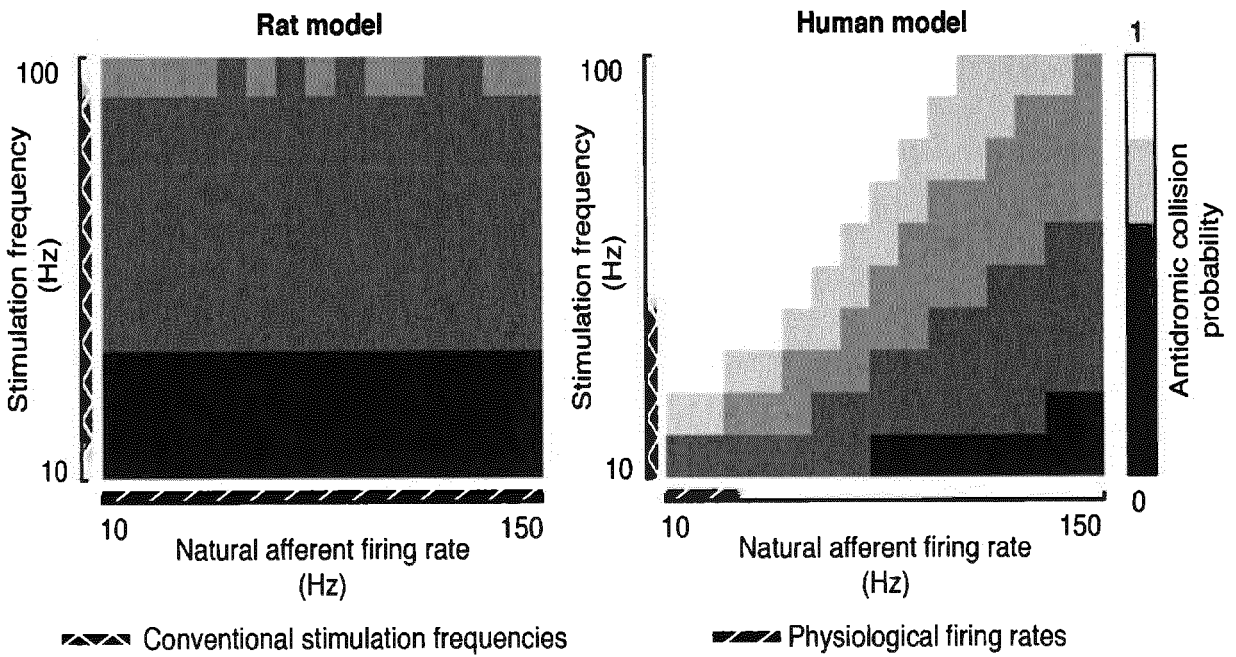 Rat model
100
Stimulation frequency
(Hz)
10
10
150
Natural afferent firing rate
(Hz)
Human model
100
Stimulation frequency
(Hz)
10
10
150
Natural afferent firing rate
(Hz)
1
Antidromic collision
probability
0
Conventional stimulation frequencies
Physiological firing rates